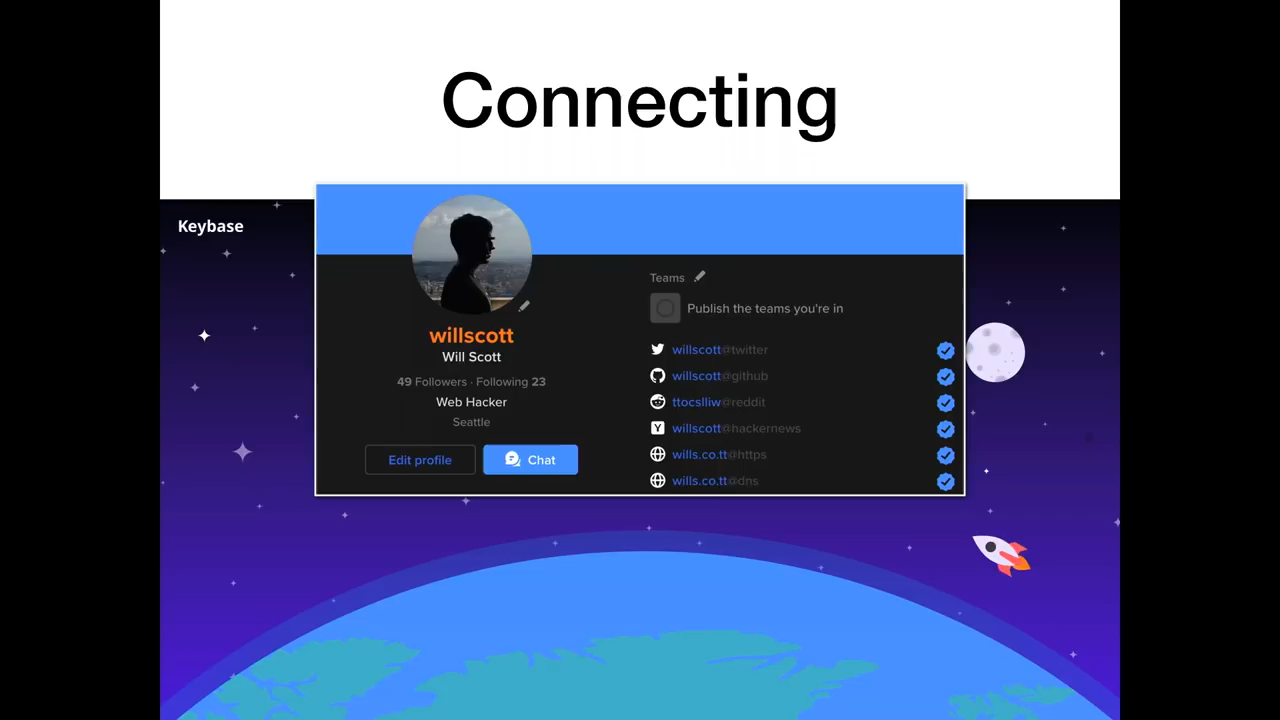 Connecting
Keybase
willscott
Will Scott
49 Followers · Following 23
Web Hacker
Seattle
Edit profile
Chat
Teams
Publish the teams you're in
willscott@twitter
willscott@github
ttocslliw@reddit
Y willscott@hackernews
wills.co.tt@https
wills.co.tt@dns